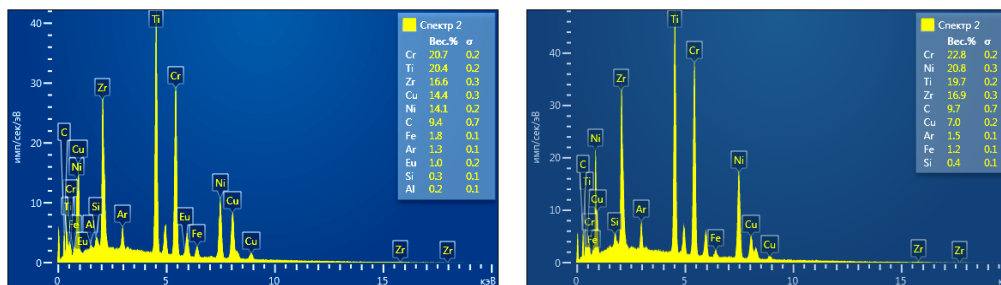 Спектр 2
Вес.% σ
Cr 20.7 0.2
Ti 20.4 0.2
Zr 16.6 0.3
Cu 14.4 0.3
Ni 14.1 0.2
C 9.4 0.7
Fe 1.8 0.1
Ar 1.3 0.1
Eu 1.0 0.2
Si 0.3 0.1
Al 0.2 0.1
имп/сек/эВ
40
30
20
10
0
Ti
Cr
Zr
C
Cu
Ni
Cr
Ti
Fe
Eu
Al
Si
Ar
Eu
Fe
Ni
Cu
Cu
Zr
Zr
0 5 10 15 кэВ
Спектр 2
Вес.% σ
Cr 22.8 0.2
Ni 20.8 0.3
Ti 19.7 0.2
Zr 16.9 0.3
C 9.7 0.7
Cu 7.0 0.2
Ar 1.5 0.1
Fe 1.2 0.1
Si 0.4 0.1
имп/сек/эВ
40
30
20
10
0
Ti
Cr
Zr
Ni
C
Ti
Cu
Cr
Fe
Si
Ar
Fe
Ni
Cu
Cu
Zr
Zr
0 5 10 15